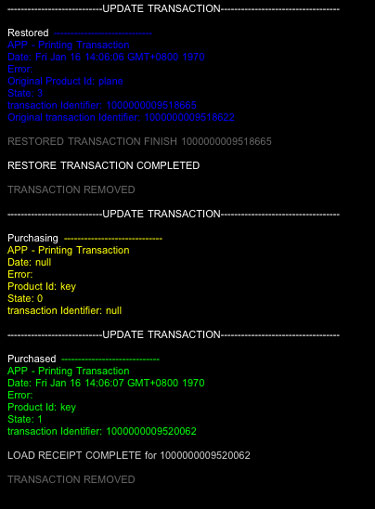 ----------------------------UPDATE TRANSACTION-----------------------------------
Restored -----------------------------
APP - Printing Transaction
Date: Fri Jan 16 14:06:06 GMT+0800 1970
Error:
Original Product Id: plane
State: 3
transaction Identifier: 1000000009518665
Original transaction Identifier: 1000000009518622
RESTORED TRANSACTION FINISH 1000000009518665
RESTORE TRANSACTION COMPLETED
TRANSACTION REMOVED
----------------------------UPDATE TRANSACTION-----------------------------------
Purchasing -----------------------------
APP - Printing Transaction
Date: null
Error:
Product Id: key
State: 0
transaction Identifier: null
----------------------------UPDATE TRANSACTION-----------------------------------
Purchased -----------------------------
APP - Printing Transaction
Date: Fri Jan 16 14:06:07 GMT+0800 1970
Error:
Product Id: key
State: 1
transaction Identifier: 1000000009520062
LOAD RECEIPT COMPLETE for 1000000009520062
TRANSACTION REMOVED